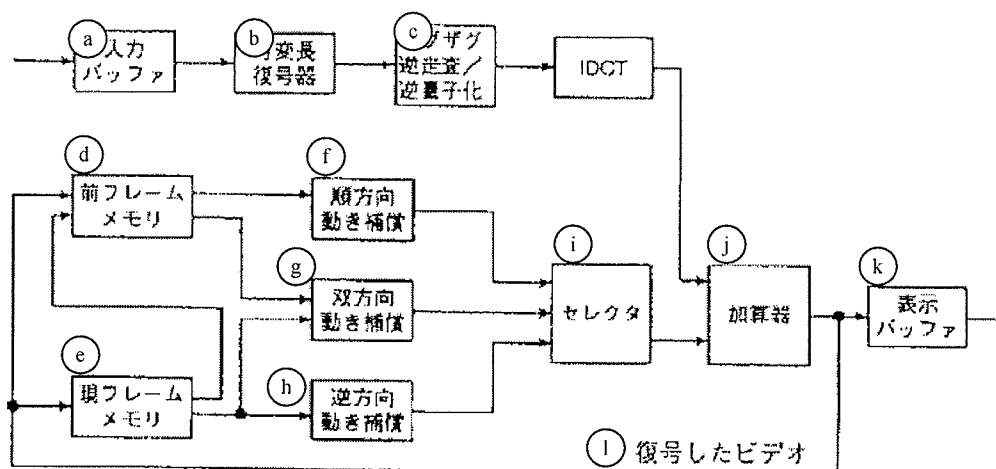 a
入力
バッファ
b
可変長
復号器
c
ジグザグ
逆走査／
逆量子化
IDCT
d
前フレーム
メモリ
e
現フレーム
メモリ
f
順方向
動き補償
g
双方向
動き補償
h
逆方向
動き補償
i
セレクタ
j
加算器
k
表示
バッファ
l 復号したビデオ